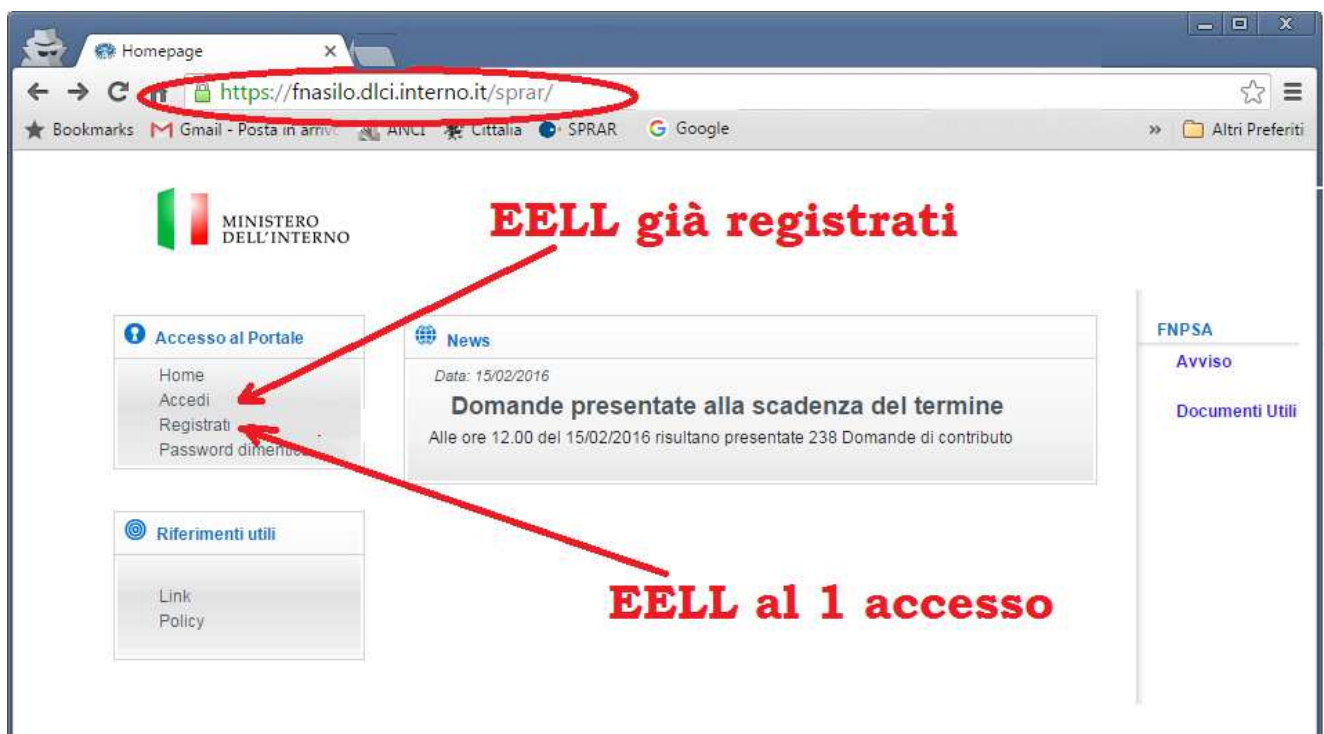 Homepage
https://fnasilo.dlci.interno.it/sprar/
Bookmarks Gmail - Posta in arrivo ANCI Cittalia SPRAR Google » Altri Preferiti
MINISTERO
DELL'INTERNO
EELL già registrati
Accesso al Portale
Home
Accedi
Registrati
Password
News
Data: 15/02/2016
Domande presentate alla scadenza del termine
Alle ore 12.00 del 15/02/2016 risultano presentate 238 Domande di contributo
FNPSA
Avviso
Documenti Utili
Riferimenti utili
Link
Policy
EELL al 1 accesso